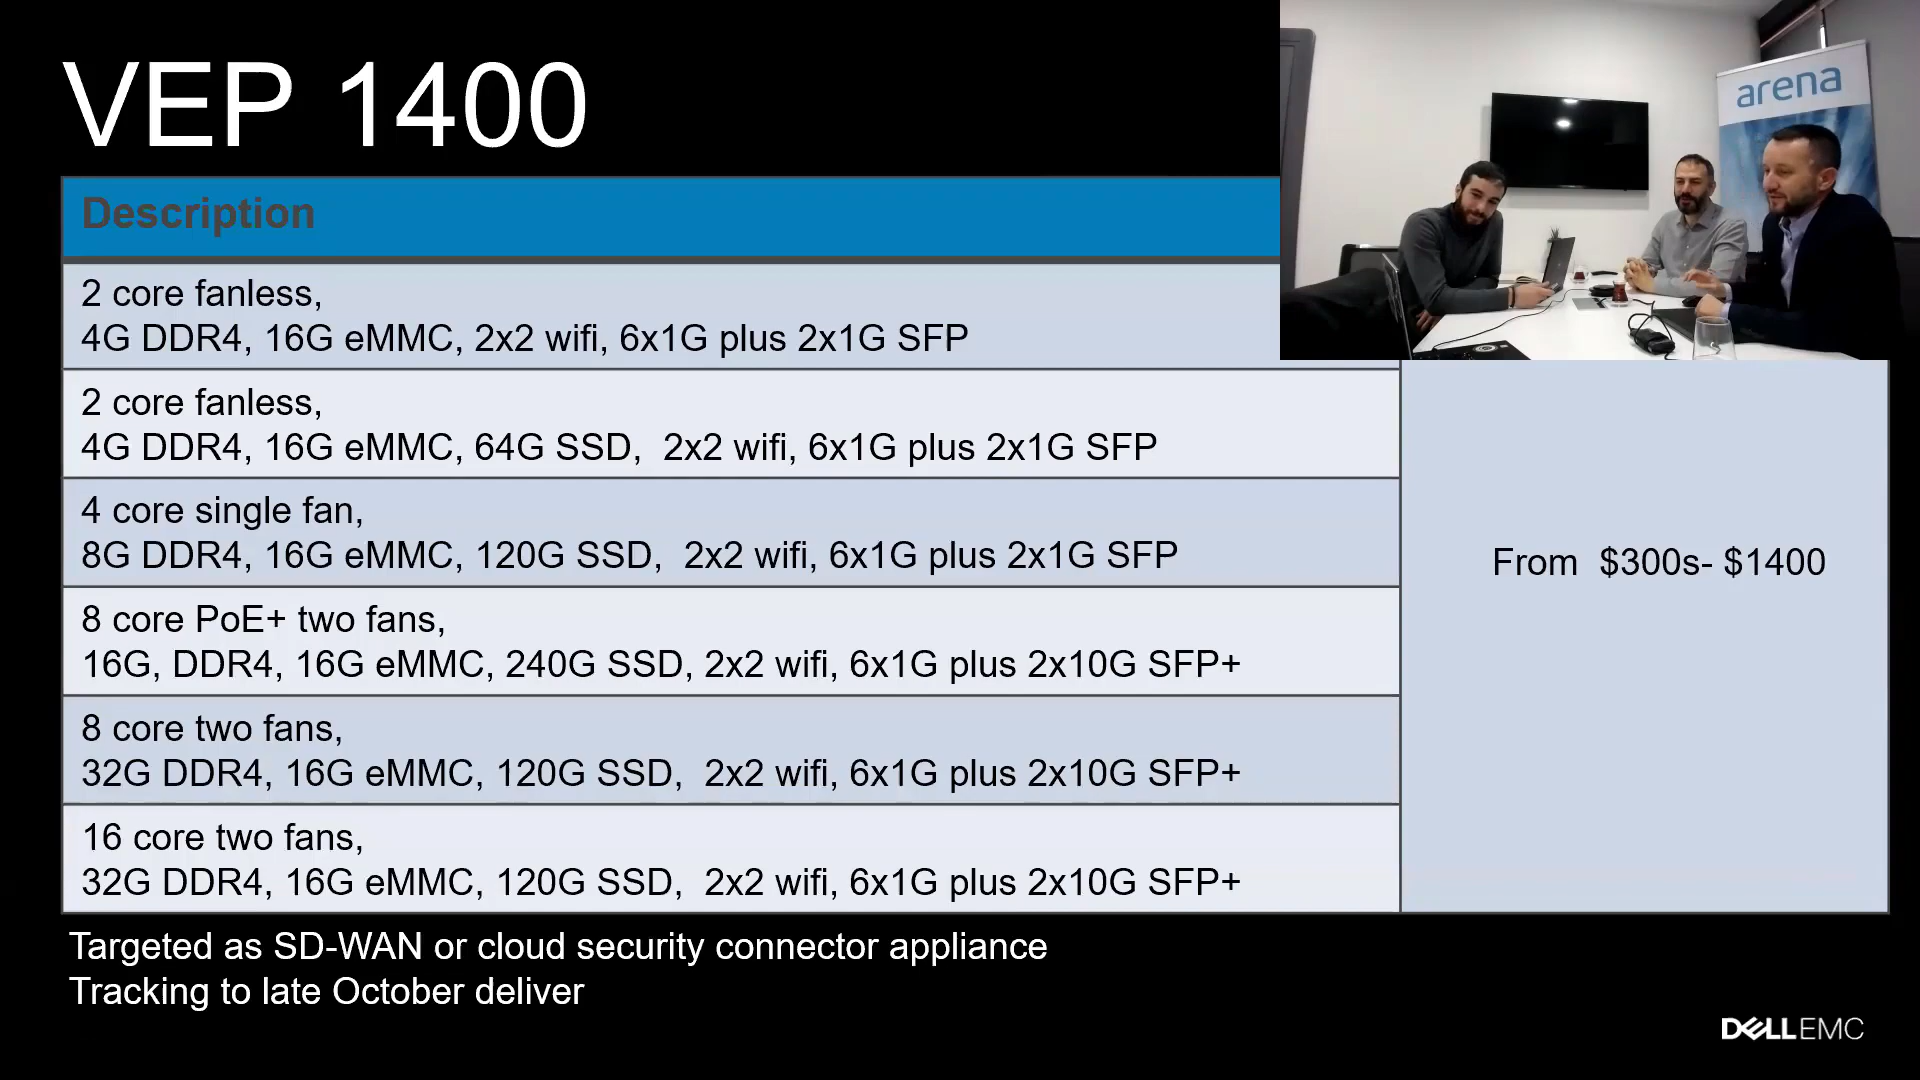 VEP 1400
arena
Description
2 core fanless,
4G DDR4, 16G eMMC, 2x2 wifi, 6x1G plus 2x1G SFP
2 core fanless,
4G DDR4, 16G eMMC, 64G SSD,  2x2 wifi, 6x1G plus 2x1G SFP
4 core single fan,
8G DDR4, 16G eMMC, 120G SSD,  2x2 wifi, 6x1G plus 2x1G SFP
From  $300s- $1400
8 core PoE+ two fans,
16G, DDR4, 16G eMMC, 240G SSD, 2x2 wifi, 6x1G plus 2x10G SFP+
8 core two fans,
32G DDR4, 16G eMMC, 120G SSD,  2x2 wifi, 6x1G plus 2x10G SFP+
16 core two fans,
32G DDR4, 16G eMMC, 120G SSD,  2x2 wifi, 6x1G plus 2x10G SFP+
Targeted as SD-WAN or cloud security connector appliance
Tracking to late October deliver
DELLEMC